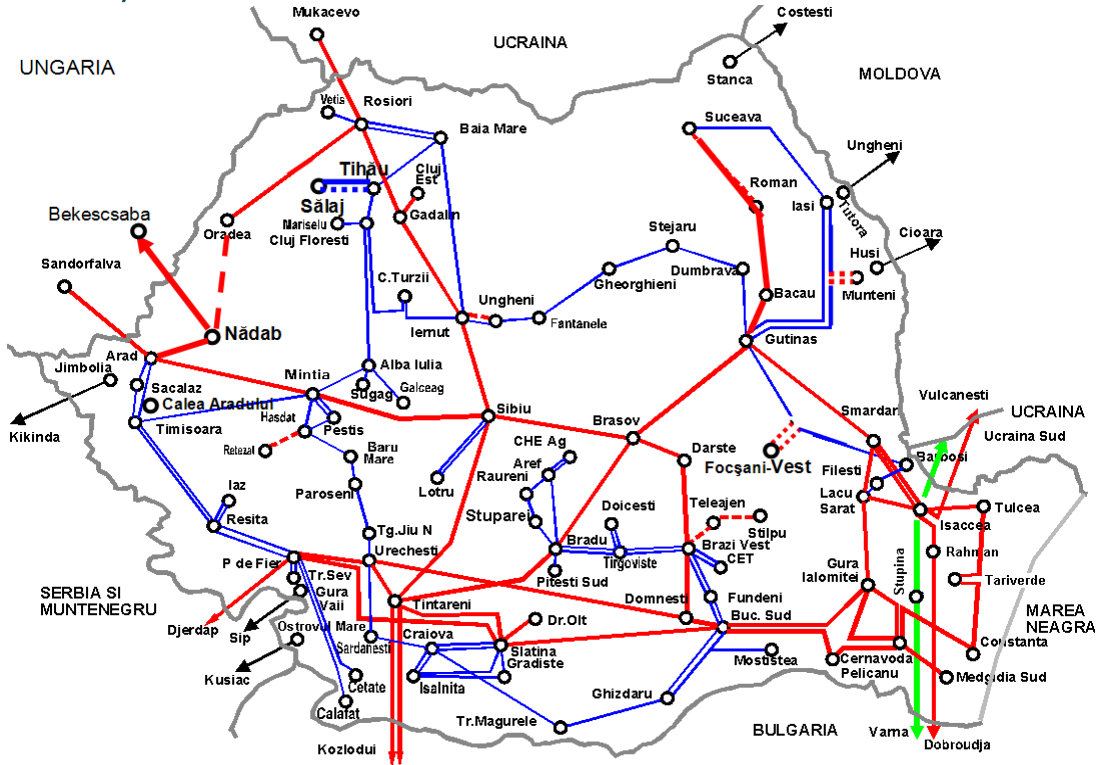 Mukacevo
Costesti
UCRAINA
UNGARIA
MOLDOVA
Stanca
Vetis
Rosiori
Baia Mare
Suceava
Ungheni
Tihău
Cluj
Est
Sălaj
Roman
Iasi
Tutora
Bekescsaba
Oradea
Mariselu
Cluj Floresti
Gadalin
Stejaru
Husi
Cioara
Sandorfalva
C.Turzii
Gheorghieni
Dumbrava
Munteni
Bacau
Nădab
Iernut
Ungheni
Fantanele
Gutinas
Arad
Jimbolia
Mintia
Alba Iulia
Sacalaz
Calea Aradului
Sugag
Galceag
Vulcanesti
Kikinda
Timisoara
Hasdat
Pestis
Sibiu
Brasov
Smardan
UCRAINA
Ucraina Sud
Retezat
Baru
Mare
CHE Ag
Darste
Focşani-Vest
Barbosi
Iaz
Lotru
Aref
Raureni
Filesti
Lacu
Sarat
Paroseni
Stuparei
Doicesti
Teleajen
Stilpu
Isaccea
Tulcea
Resita
Tg.Jiu N
Urechesti
Bradu
Tirgoviste
Brazi Vest
CET
Rahman
P de Fier
Tr.Sev
Pitesti Sud
Gura
Ialomitei
Stupina
Tariverde
SERBIA SI
MUNTENEGRU
Gura
Vaii
Tintareni
Domnesti
Fundeni
Buc. Sud
MAREA
NEAGRA
Djerdap
Sip
Ostrovul Mare
Sardanesti
Craiova
Dr.Olt
Slatina
Gradiste
Mostistea
Cernavoda
Pelicanu
Constanta
Medgidia Sud
Kusiac
Cetate
Isalnita
Calafat
Ghizdaru
Tr.Magurele
BULGARIA
Varna
Dobroudja
Kozlodui